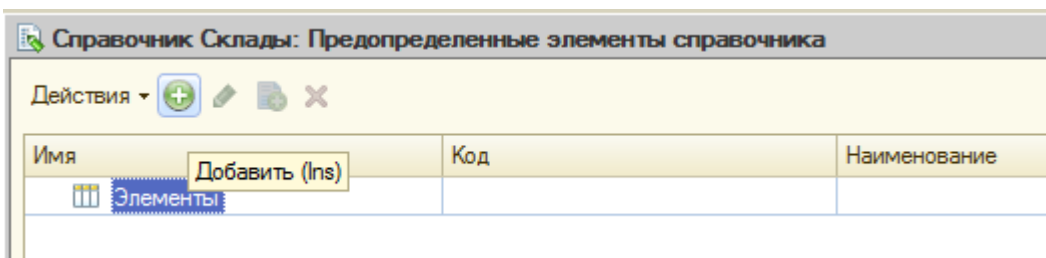 Справочник Склады: Предопределенные элементы справочника
Действия
Имя Код Наименование
Добавить (Ins)
Элементы